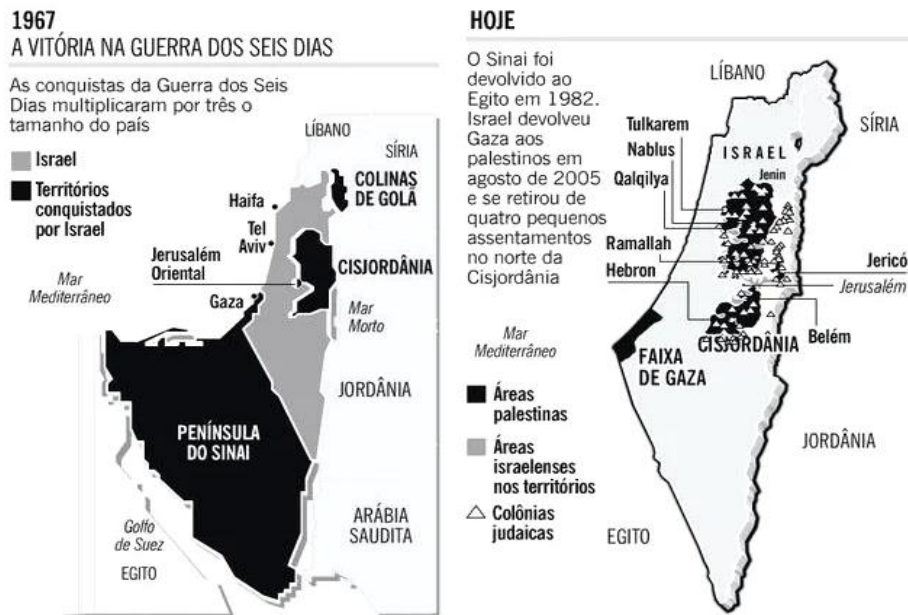 1967
A VITÓRIA NA GUERRA DOS SEIS DIAS
As conquistas da Guerra dos Seis
Dias multiplicaram por três o
tamanho do país
Israel
Territórios
conquistados
por Israel
LÍBANO
SÍRIA
COLINAS
DE GOLÃ
Haifa
Tel
Aviv
Jerusalém
Oriental
CISJORDÂNIA
Mar
Mediterrâneo
Gaza
Mar
Morto
JORDÂNIA
PENÍNSULA
DO SINAI
Golfo
de Suez
EGITO
ARÁBIA
SAUDITA
HOJE
O Sinai foi
devolvido ao
Egito em 1982.
Israel devolveu
Gaza aos
palestinos em
agosto de 2005
e se retirou de
quatro pequenos
assentamentos
no norte da
Cisjordânia
LÍBANO
SÍRIA
Tulkarem
Nablus
ISRAEL
Jenin
Qalqilya
Ramallah
Hebron
Jericó
Jerusalém
Belém
CISJORDÂNIA
Mar
Mediterrâneo
FAIXA
DE GAZA
Áreas
palestinas
Áreas
israelenses
nos territórios
Colônias
judaicas
JORDÂNIA
EGITO